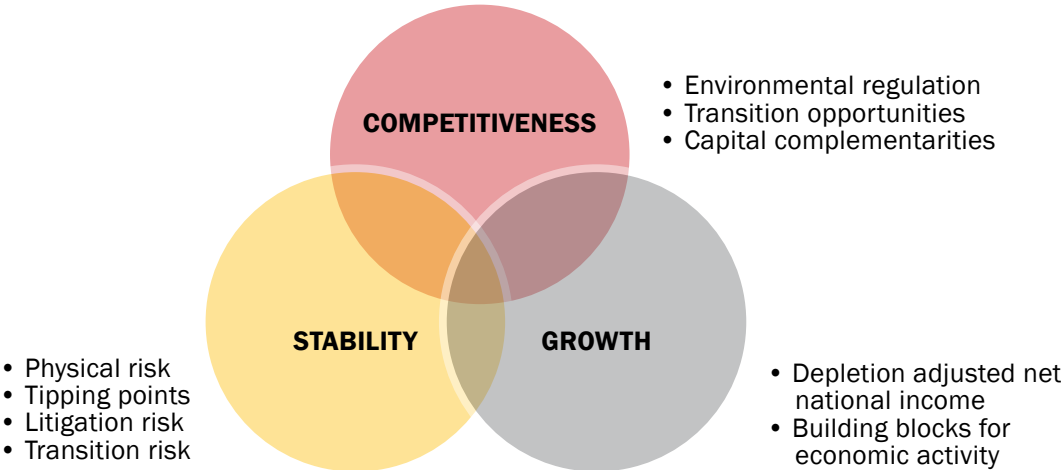 COMPETITIVENESS
• Environmental regulation
• Transition opportunities
• Capital complementarities
STABILITY
GROWTH
• Physical risk
• Tipping points
• Litigation risk
• Transition risk
• Depletion adjusted net
national income
• Building blocks for
economic activity